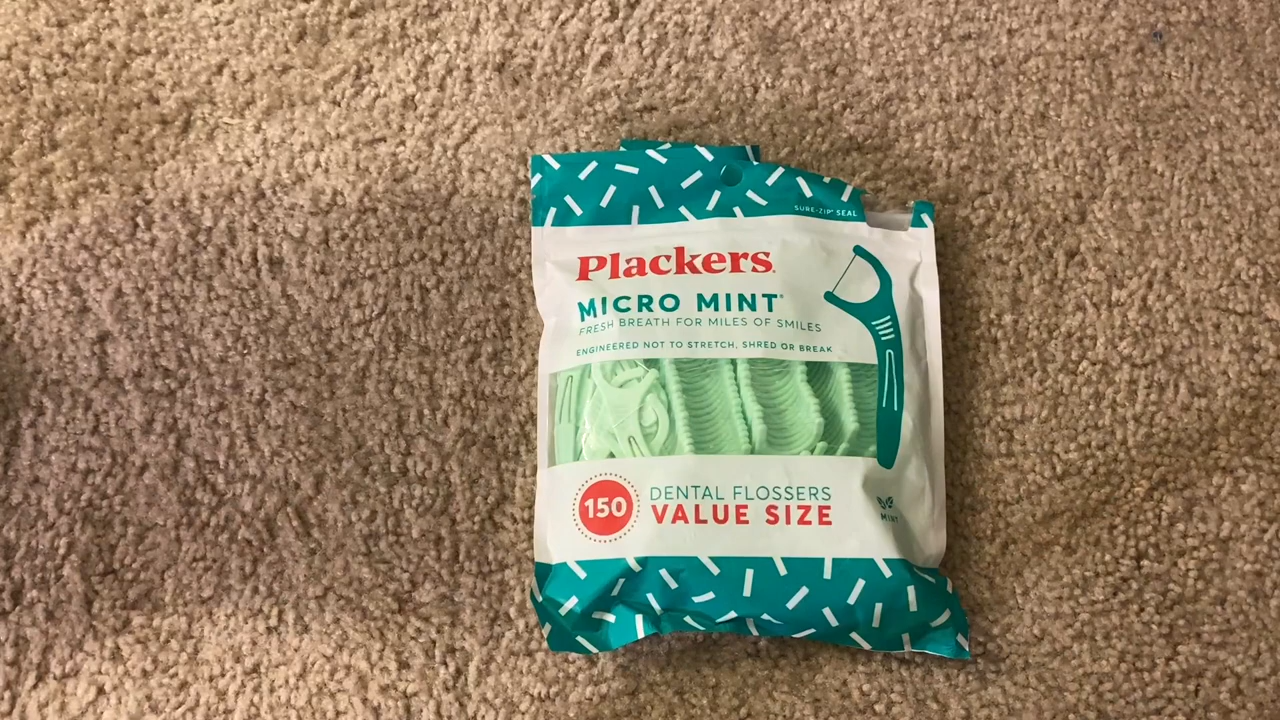 SURE-ZIP® SEAL
Plackers®
MICRO MINT®
FRESH BREATH FOR MILES OF SMILES
ENGINEERED NOT TO STRETCH, SHRED OR BREAK
150
DENTAL FLOSSERS
VALUE SIZE
MINT